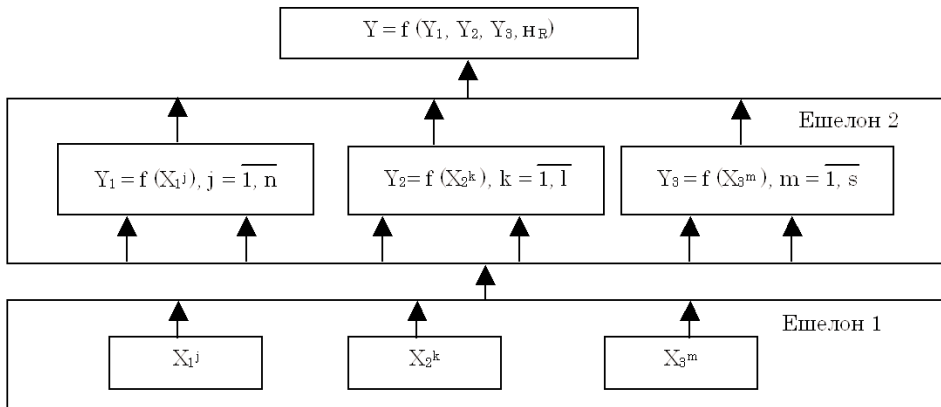 Y = f (Y₁, Y₂, Y₃, н_R)
Ешелон 2
Y₁ = f (X₁ʲ), j = 1, n
Y₂ = f (X₂ᵏ), k = 1, l
Y₃ = f (X₃ᵐ), m = 1, s
Ешелон 1
X₁ʲ
X₂ᵏ
X₃ᵐ